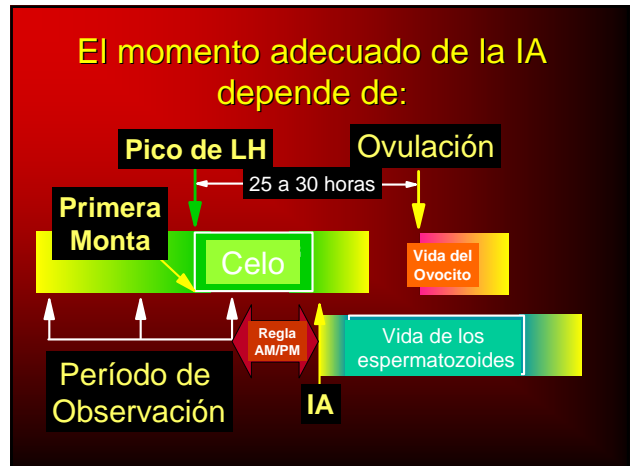 El momento adecuado de la IA
depende de:
Pico de LH
Ovulación
25 a 30 horas
Primera
Monta
Celo
Vida del
Ovocito
Regla
AM/PM
Vida de los
espermatozoides
Período de
Observación
IA